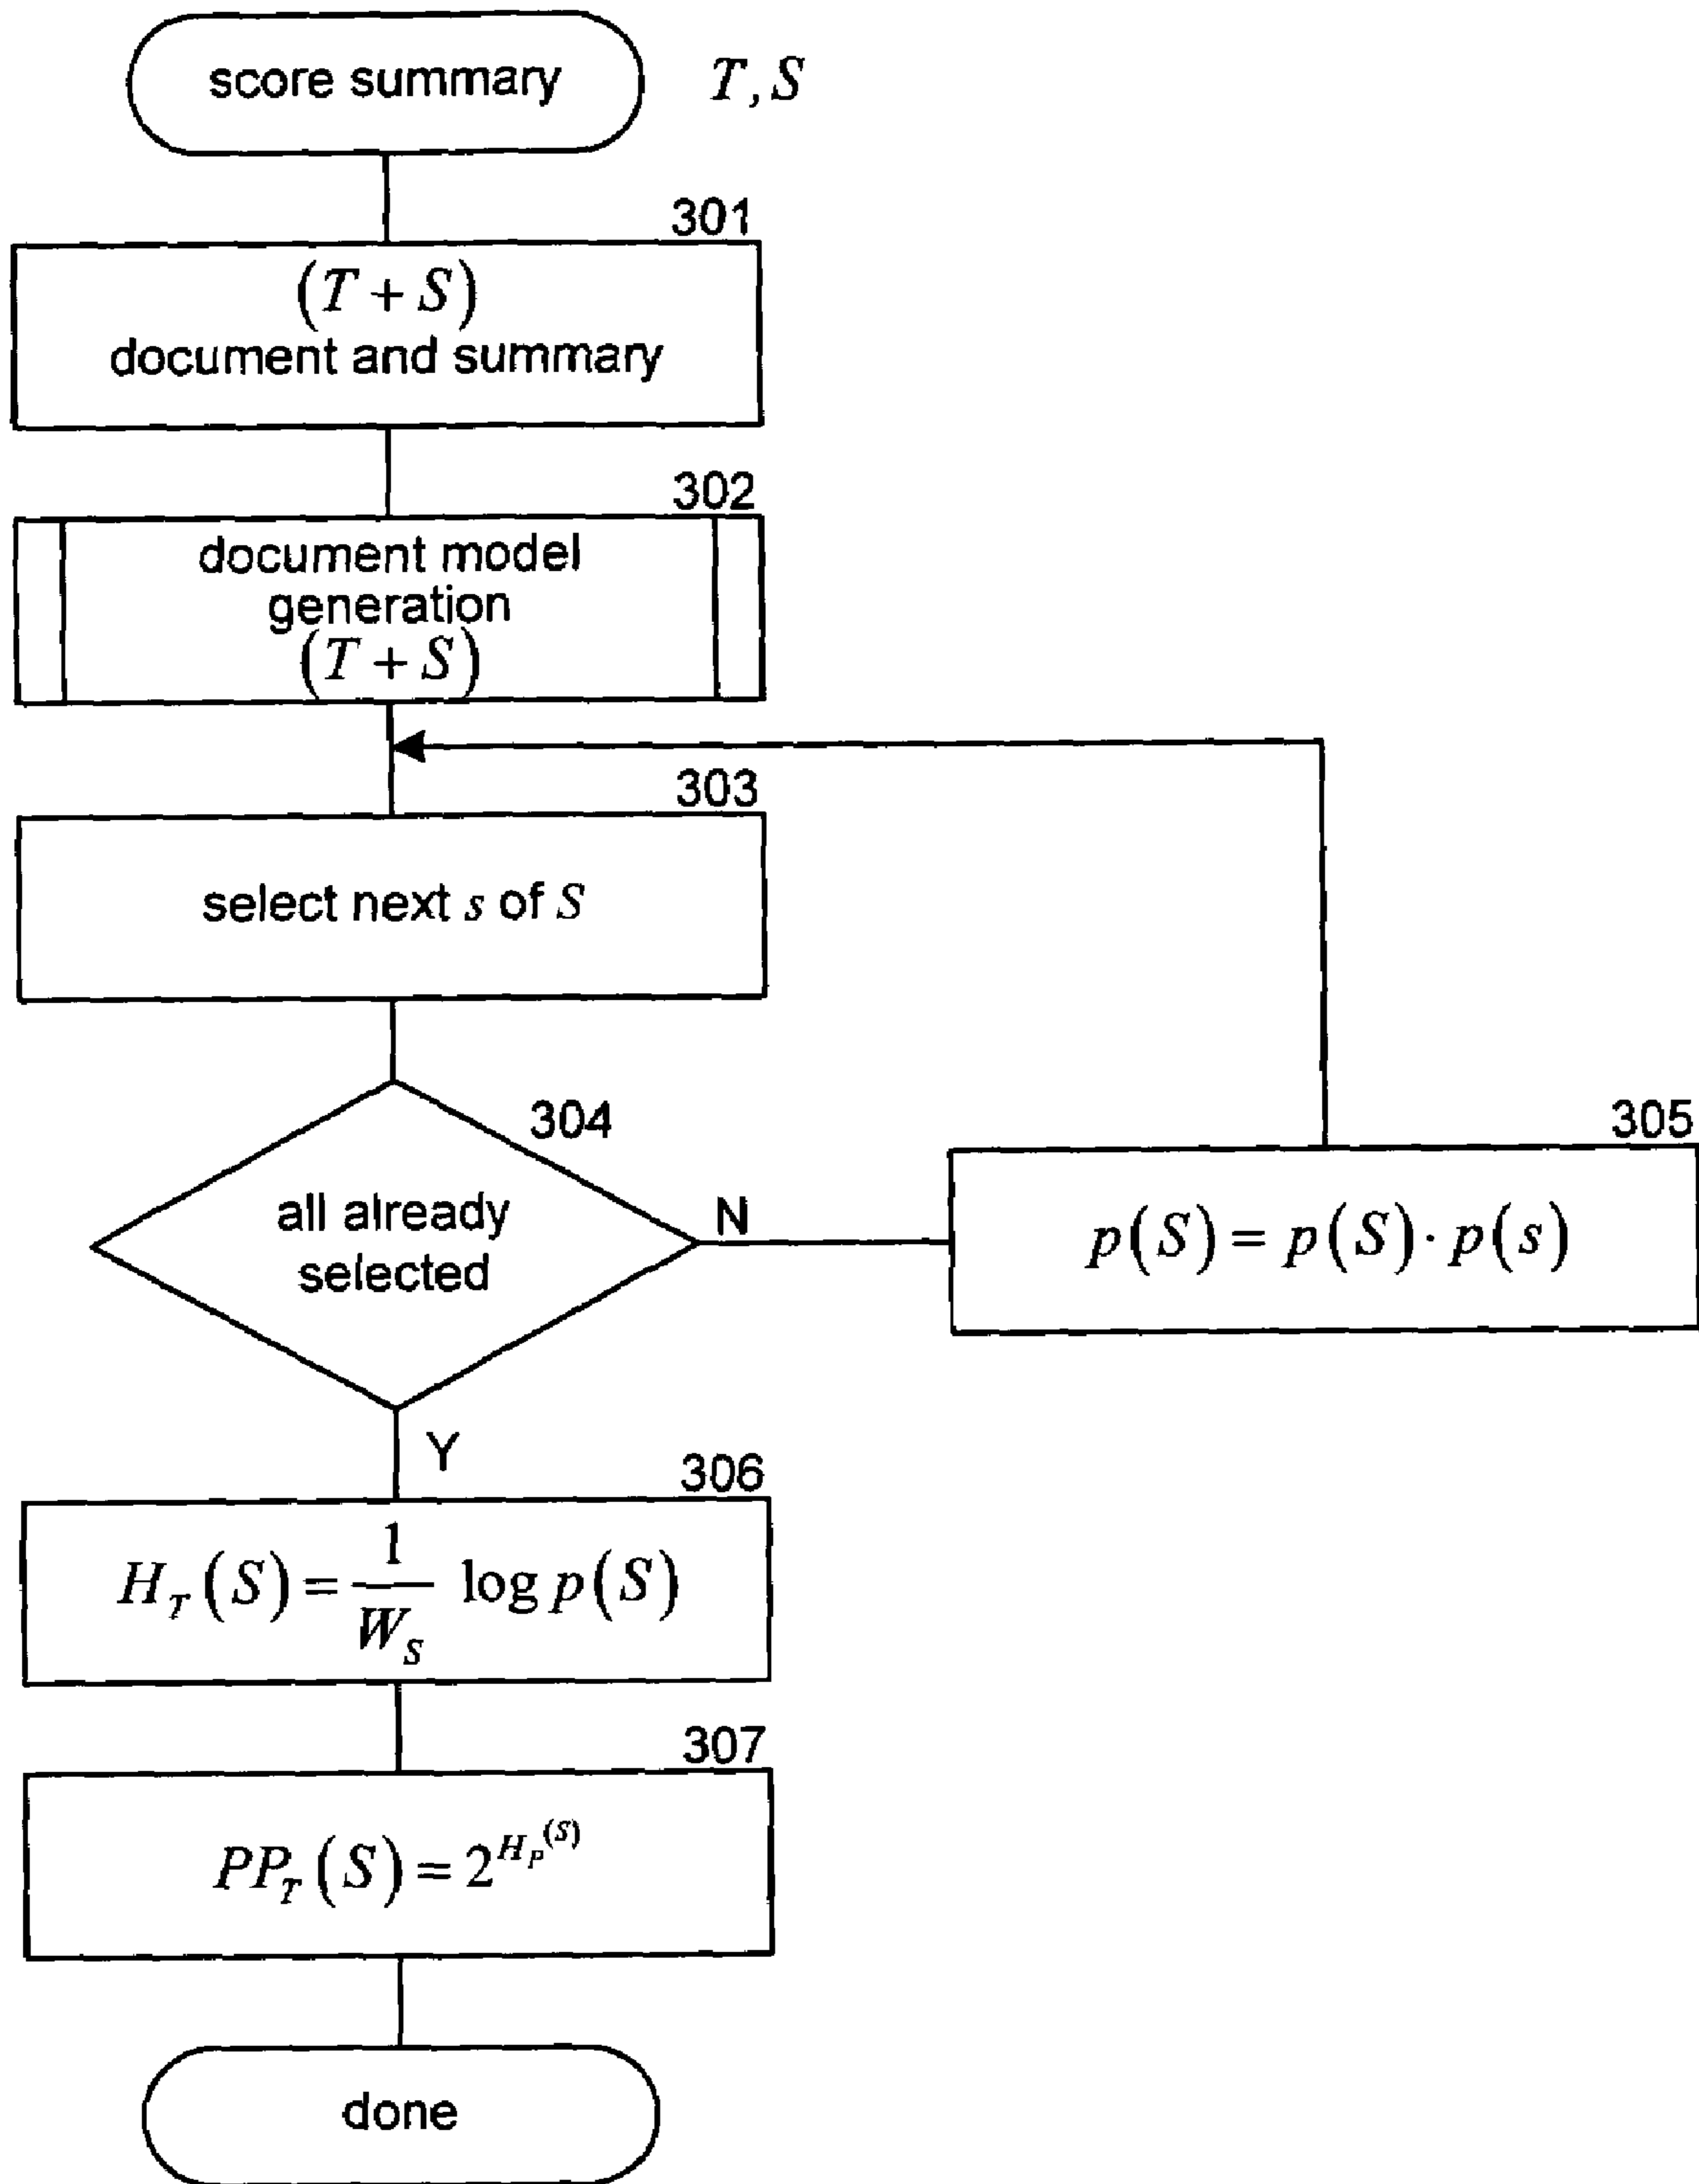 score summary T, S
301
(T + S)
document and summary
302
document model
generation
(T + S)
303
select next s of S
304
all already
selected
N
305
p(S) = p(S) · p(s)
Y
306
H_T(S) = 1/W_S log p(S)
307
PP_T(S) = 2^{H_P(S)}
done